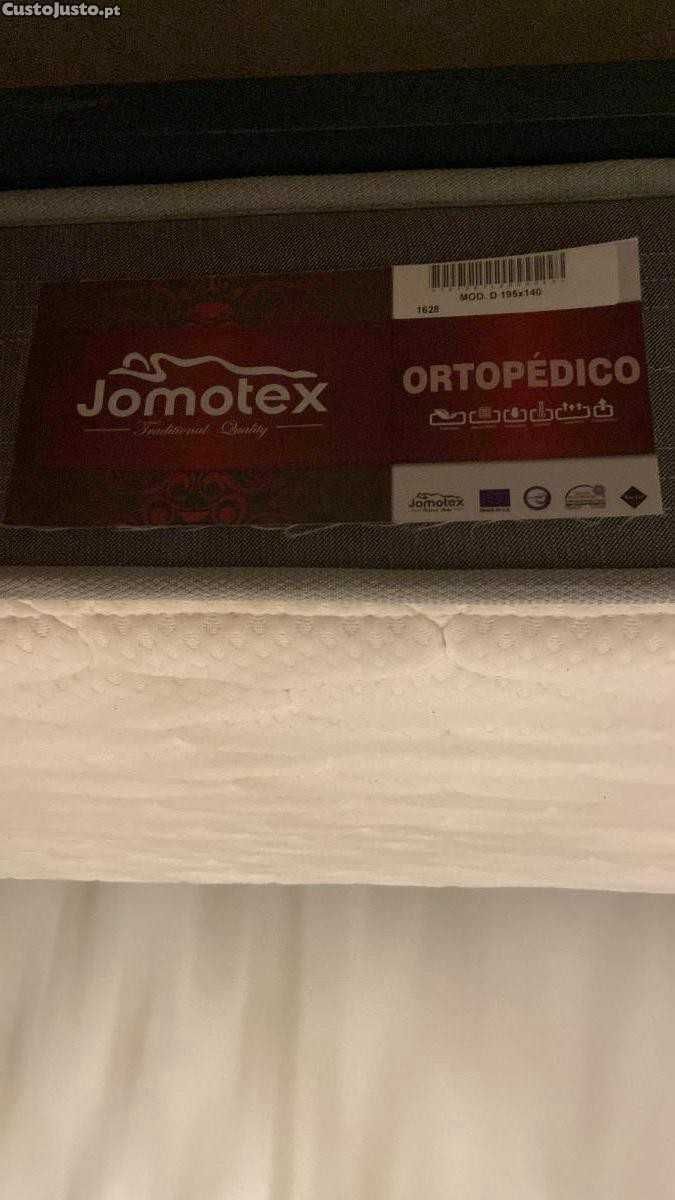 CustoJusto.pt
MOD. D 195x140
1628
Jomotex
Traditional Quality
ORTOPÉDICO
Jomotex